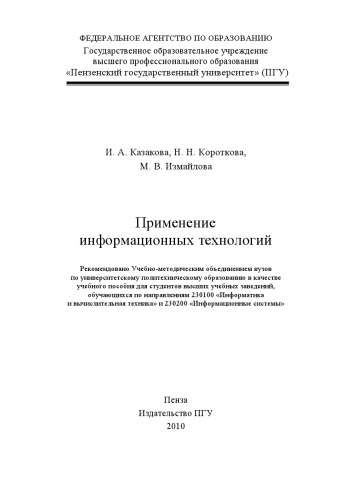 ФЕДЕРАЛЬНОЕ АГЕНТСТВО ПО ОБРАЗОВАНИЮ
Государственное образовательное учреждение
высшего профессионального образования
«Пензенский государственный университет» (ПГУ)
И. А. Казакова, Н. Н. Короткова,
М. В. Измайлова
Применение
информационных технологий
Рекомендовано Учебно-методическим объединением вузов
по университетскому политехническому образованию в качестве
учебного пособия для студентов высших учебных заведений,
обучающихся по направлениям 230100 «Информатика
и вычислительная техника» и 230200 «Информационные системы»
Пенза
Издательство ПГУ
2010